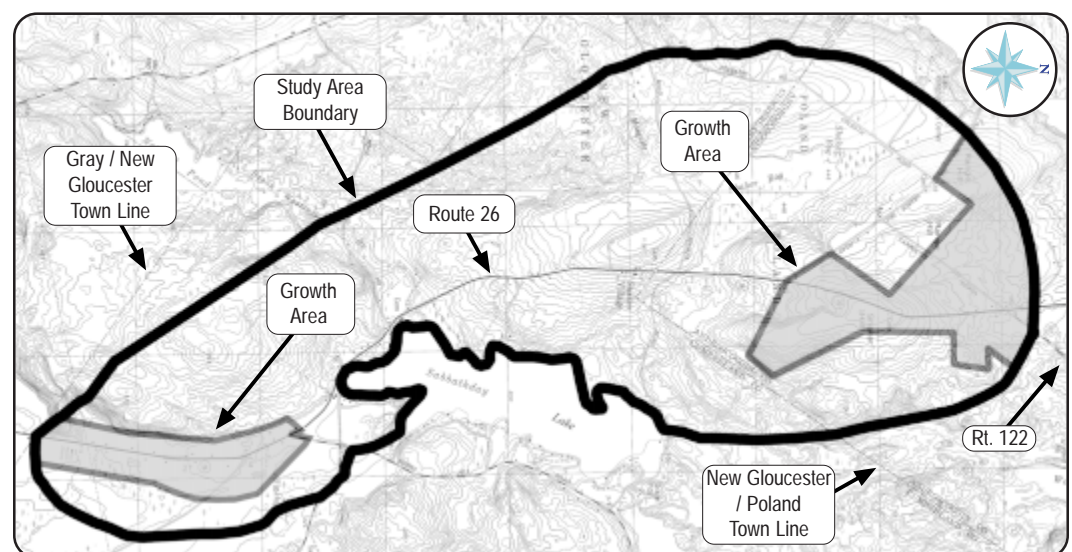 Study Area
Boundary
Growth
Area
Gray / New
Gloucester
Town Line
Route 26
Growth
Area
N
Sabbathday
Lake
Pond
POLAND
Rt. 122
New Gloucester
/ Poland
Town Line